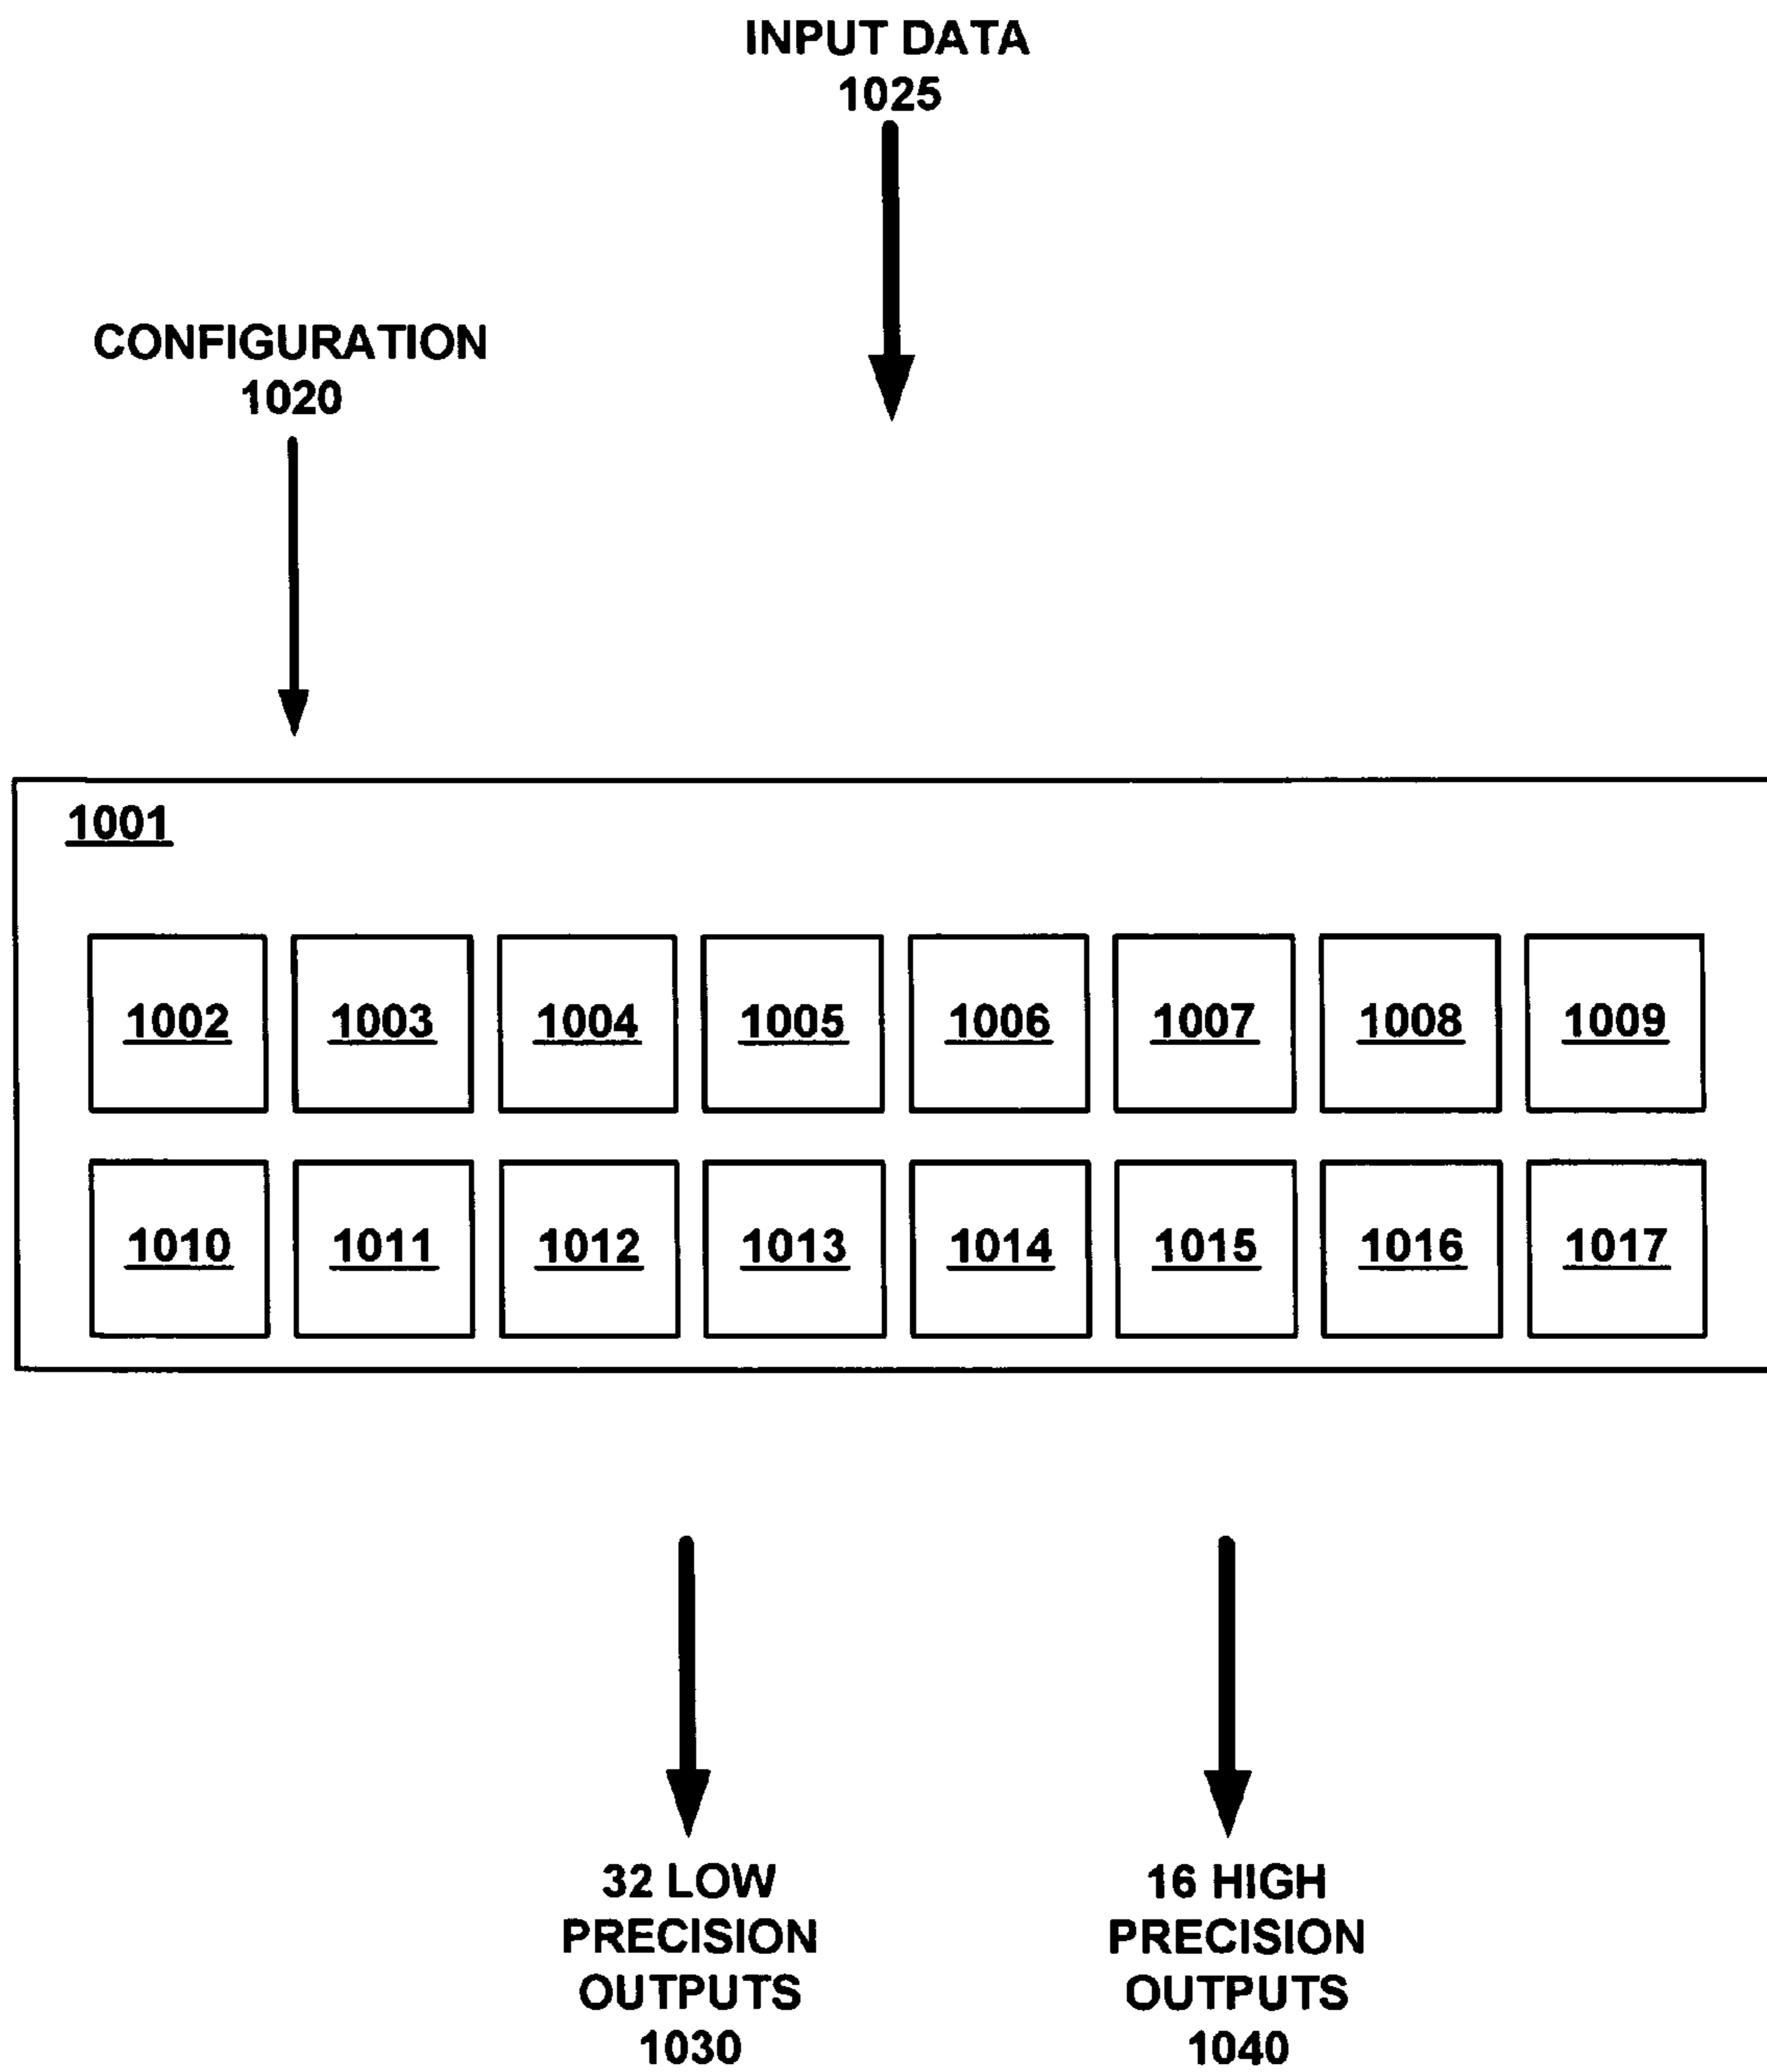 INPUT DATA
1025
CONFIGURATION
1020
1001
1002 1003 1004 1005 1006 1007 1008 1009
1010 1011 1012 1013 1014 1015 1016 1017
32 LOW
PRECISION
OUTPUTS
1030
16 HIGH
PRECISION
OUTPUTS
1040